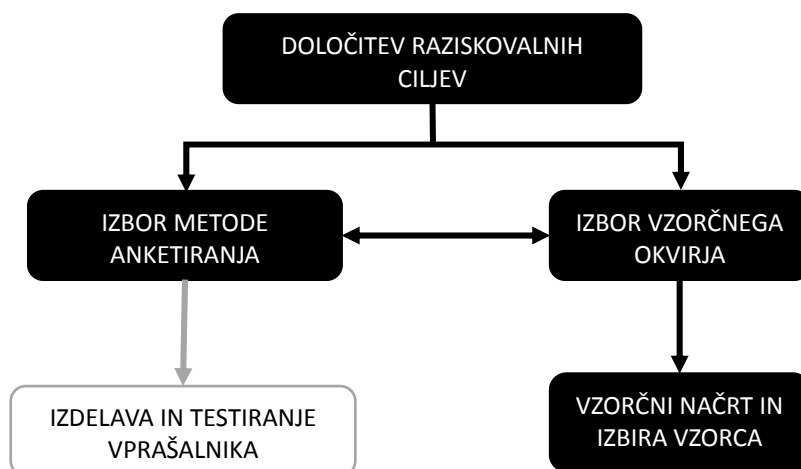 DOLOČITEV RAZISKOVALNIH
CILJEV
IZBOR METODE
ANKETIRANJA
IZBOR VZORČNEGA
OKVIRJA
IZDELAVA IN TESTIRANJE
VPRAŠALNIKA
VZORČNI NAČRT IN
IZBIRA VZORCA